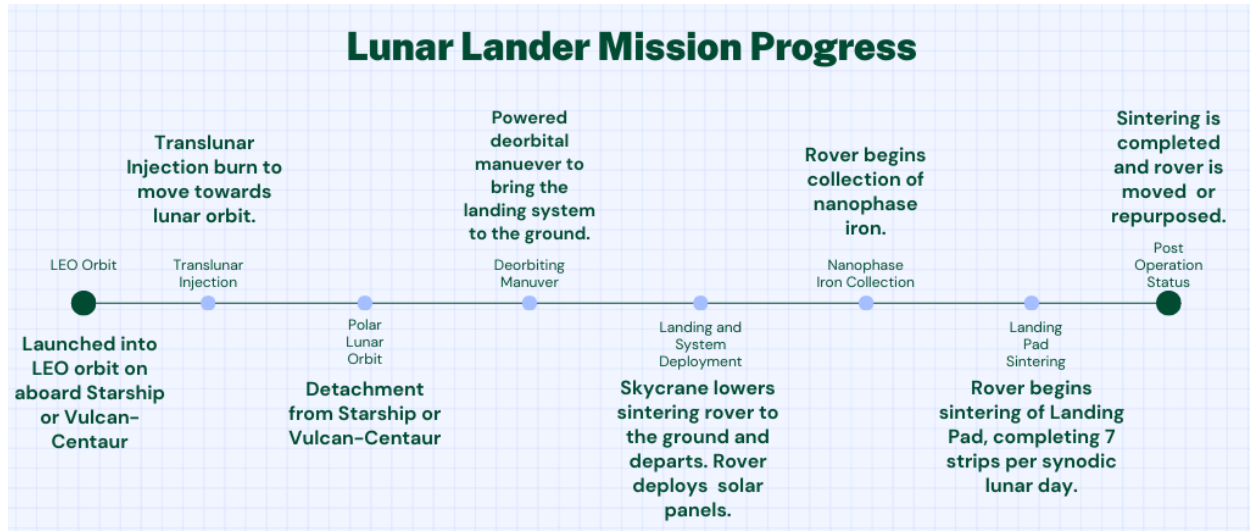 Lunar Lander Mission Progress
Translunar
Injection burn to
move towards
lunar orbit.
Powered
deorbital
manuever to
bring the
landing system
to the ground.
Rover begins
collection of
nanophase
iron.
Sintering is
completed
and rover is
moved or
repurposed.
LEO Orbit
Translunar
Injection
Deorbiting
Manuver
Nanophase
Iron Collection
Post
Operation
Status
Launched into
LEO orbit on
aboard Starship
or Vulcan-
Centaur
Polar
Lunar
Orbit
Detachment
from Starship or
Vulcan-Centaur
Landing and
System
Deployment
Skycrane lowers
sintering rover to
the ground and
departs. Rover
deploys solar
panels.
Landing
Pad
Sintering
Rover begins
sintering of Landing
Pad, completing 7
strips per synodic
lunar day.